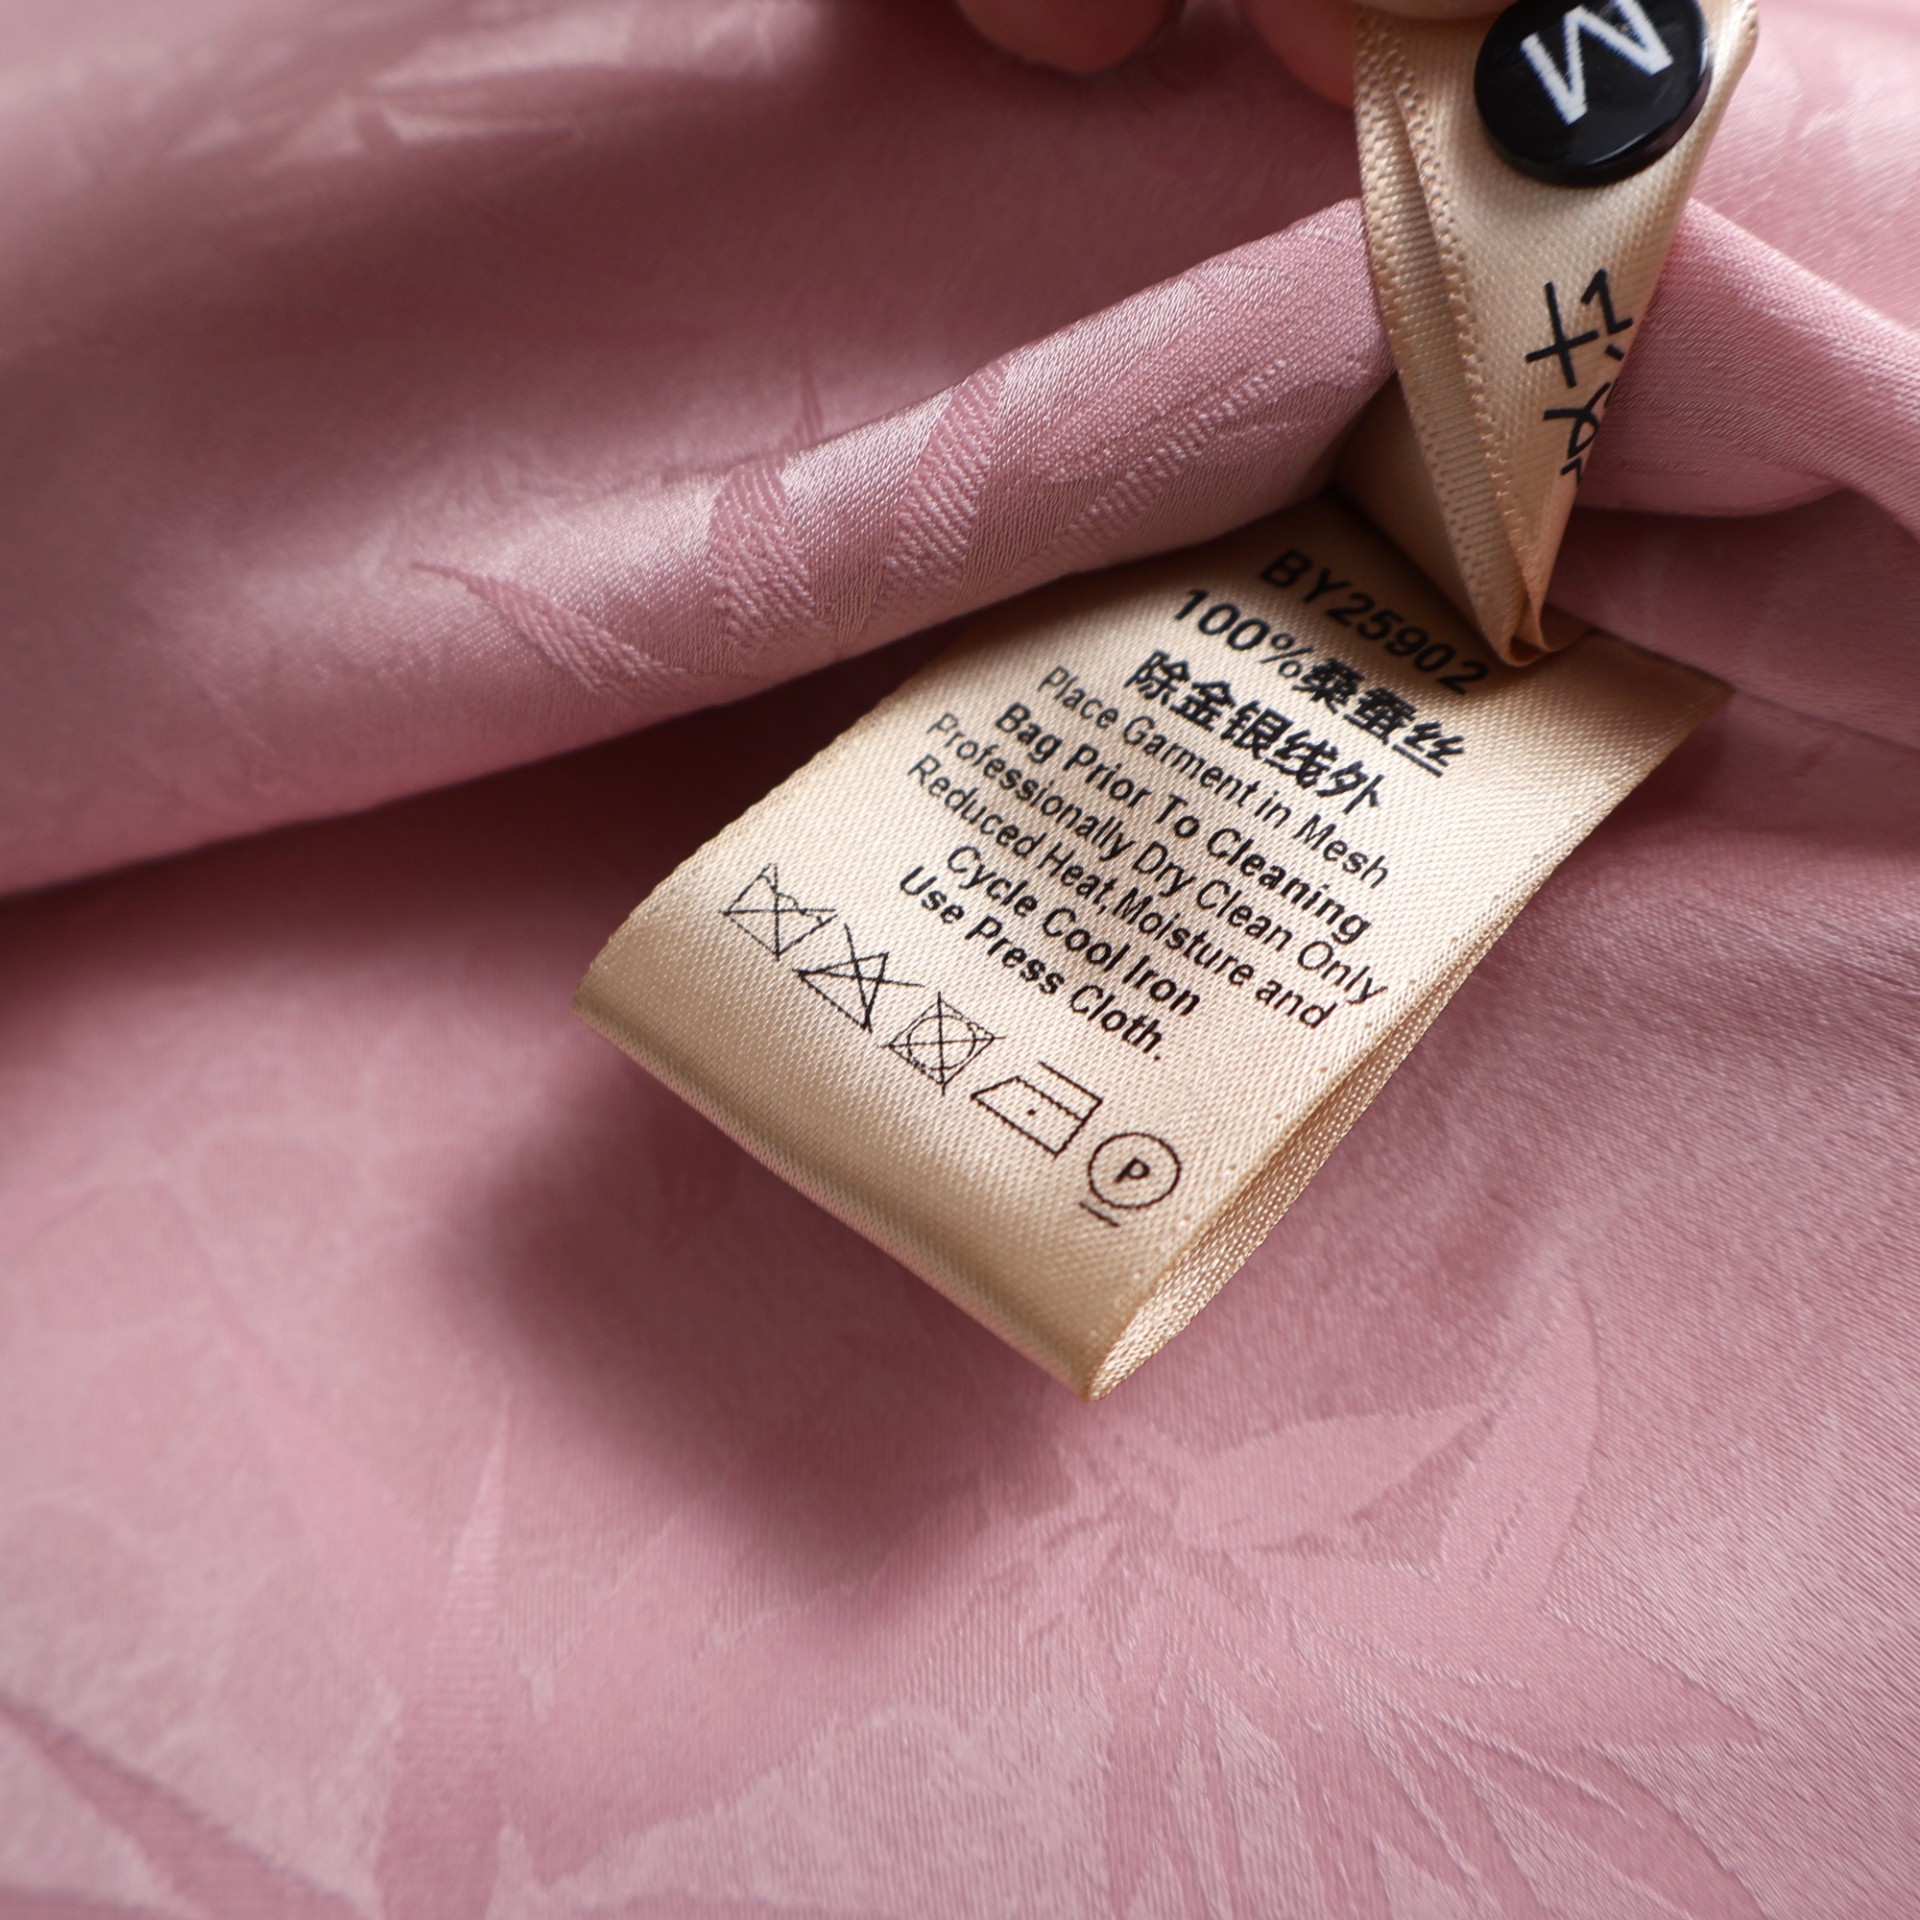 M
BY25902
100%桑蚕丝
除金银线外
Place Garment in Mesh
Bag Prior To Cleaning
Professionally Dry Clean Only
Reduced Heat,Moisture and
Cycle Cool Iron
Use Press Cloth.
P